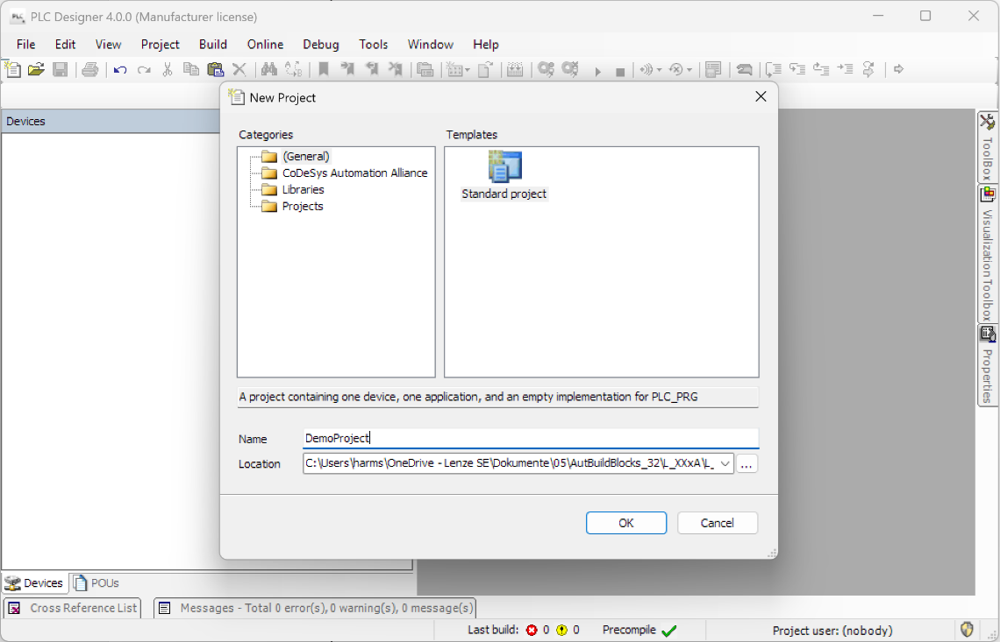 PLC Designer 4.0.0 (Manufacturer license)
File Edit View Project Build Online Debug Tools Window Help
New Project
Devices
Categories
Templates
(General)
CoDeSys Automation Alliance
Libraries
Projects
Standard project
A project containing one device, one application, and an empty implementation for PLC_PRG
Name
DemoProject
Location
C:\Users\harms\OneDrive - Lenze SE\Dokumente\05\AutBuildBlocks_32\L_XXxA\L_
...
OK
Cancel
ToolBox
Visualization Toolbox
Properties
Devices
POUs
Cross Reference List
Messages - Total 0 error(s), 0 warning(s), 0 message(s)
Last build: 0 0 Precompile
Project user: (nobody)